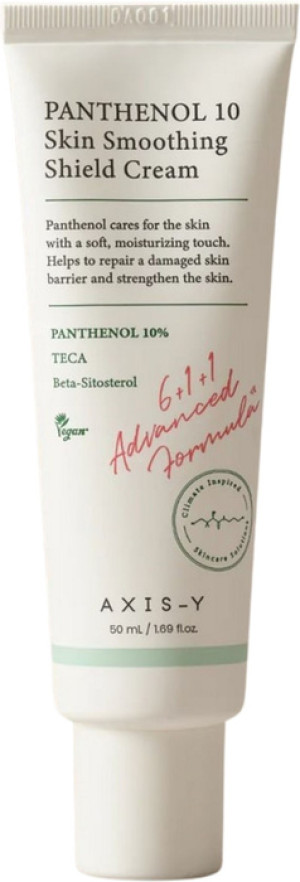 0A001
PANTHENOL 10
Skin Smoothing
Shield Cream
Panthenol cares for the skin
with a soft, moisturizing touch.
Helps to repair a damaged skin
barrier and strengthen the skin.
PANTHENOL 10%
TECA
Beta-Sitosterol
Vegan
6+1+1
Advanced
Formula
Climate Inspired
Skincare Solutions
AXIS-Y
50 mL / 1.69 fl.oz.